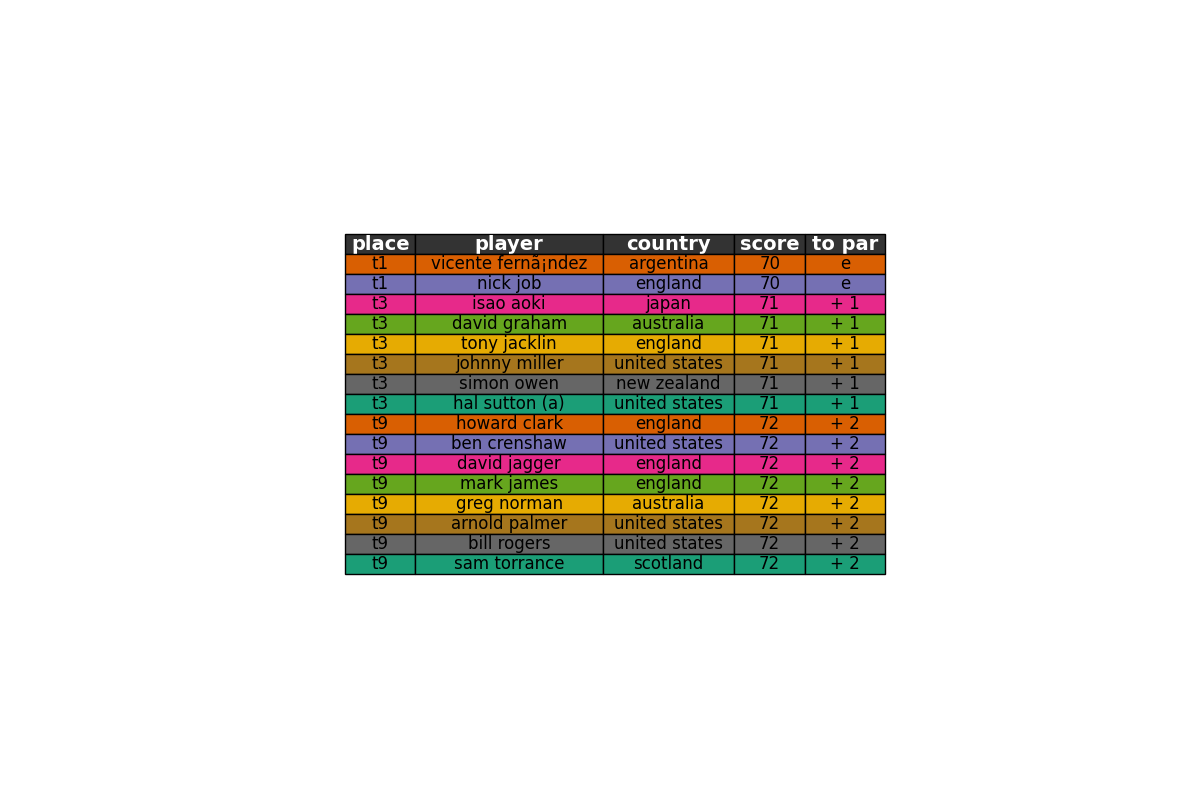 place player country score to par
t1 vicente fernã¡ndez argentina 70 e
t1 nick job england 70 e
t3 isao aoki japan 71 + 1
t3 david graham australia 71 + 1
t3 tony jacklin england 71 + 1
t3 johnny miller united states 71 + 1
t3 simon owen new zealand 71 + 1
t3 hal sutton (a) united states 71 + 1
t9 howard clark england 72 + 2
t9 ben crenshaw united states 72 + 2
t9 david jagger england 72 + 2
t9 mark james england 72 + 2
t9 greg norman australia 72 + 2
t9 arnold palmer united states 72 + 2
t9 bill rogers united states 72 + 2
t9 sam torrance scotland 72 + 2